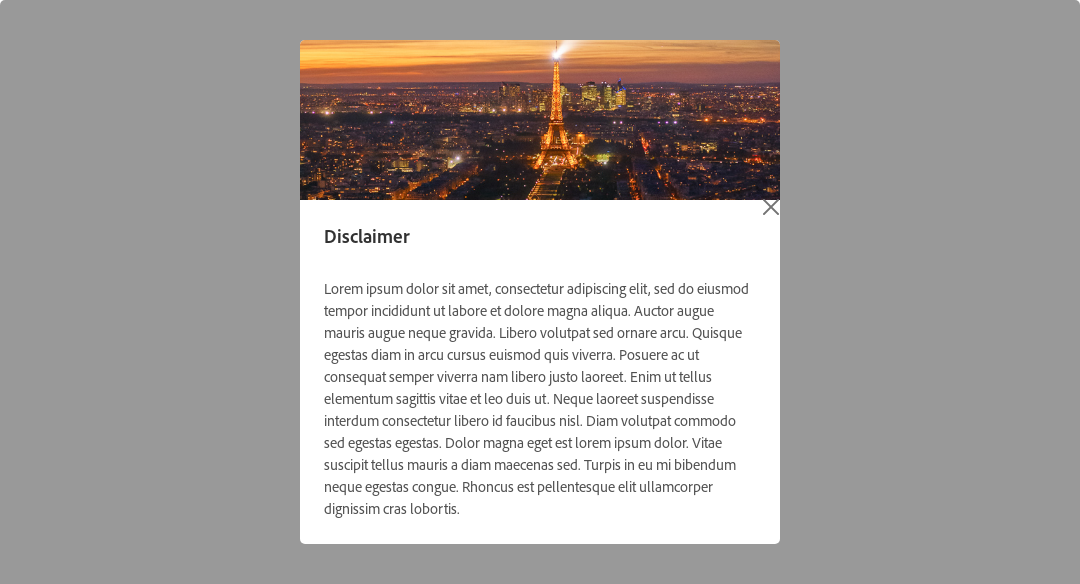 Disclaimer
Lorem ipsum dolor sit amet, consectetur adipiscing elit, sed do eiusmod
tempor incididunt ut labore et dolore magna aliqua. Auctor augue
mauris augue neque gravida. Libero volutpat sed ornare arcu. Quisque
egestas diam in arcu cursus euismod quis viverra. Posuere ac ut
consequat semper viverra nam libero justo laoreet. Enim ut tellus
elementum sagittis vitae et leo duis ut. Neque laoreet suspendisse
interdum consectetur libero id faucibus nisl. Diam volutpat commodo
sed egestas egestas. Dolor magna eget est lorem ipsum dolor. Vitae
suscipit tellus mauris a diam maecenas sed. Turpis in eu mi bibendum
neque egestas congue. Rhoncus est pellentesque elit ullamcorper
dignissim cras lobortis.